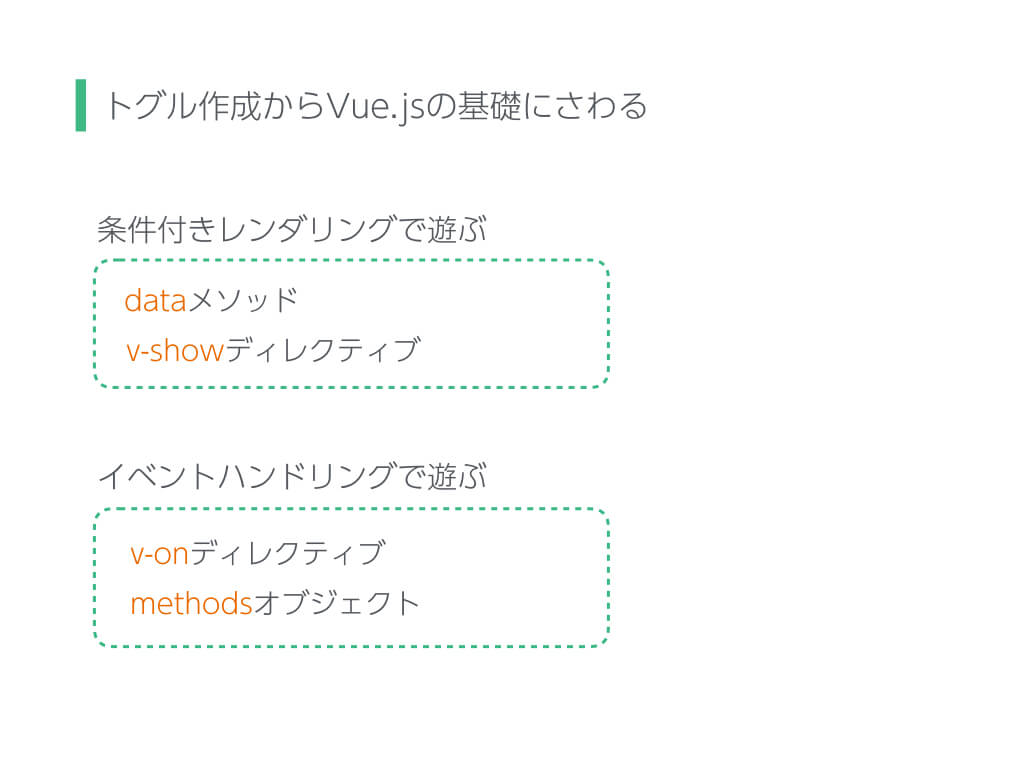 トグル作成からVue.jsの基礎にさわる
条件付きレンダリングで遊ぶ
dataメソッド
v-showディレクティブ
イベントハンドリングで遊ぶ
v-onディレクティブ
methodsオブジェクト